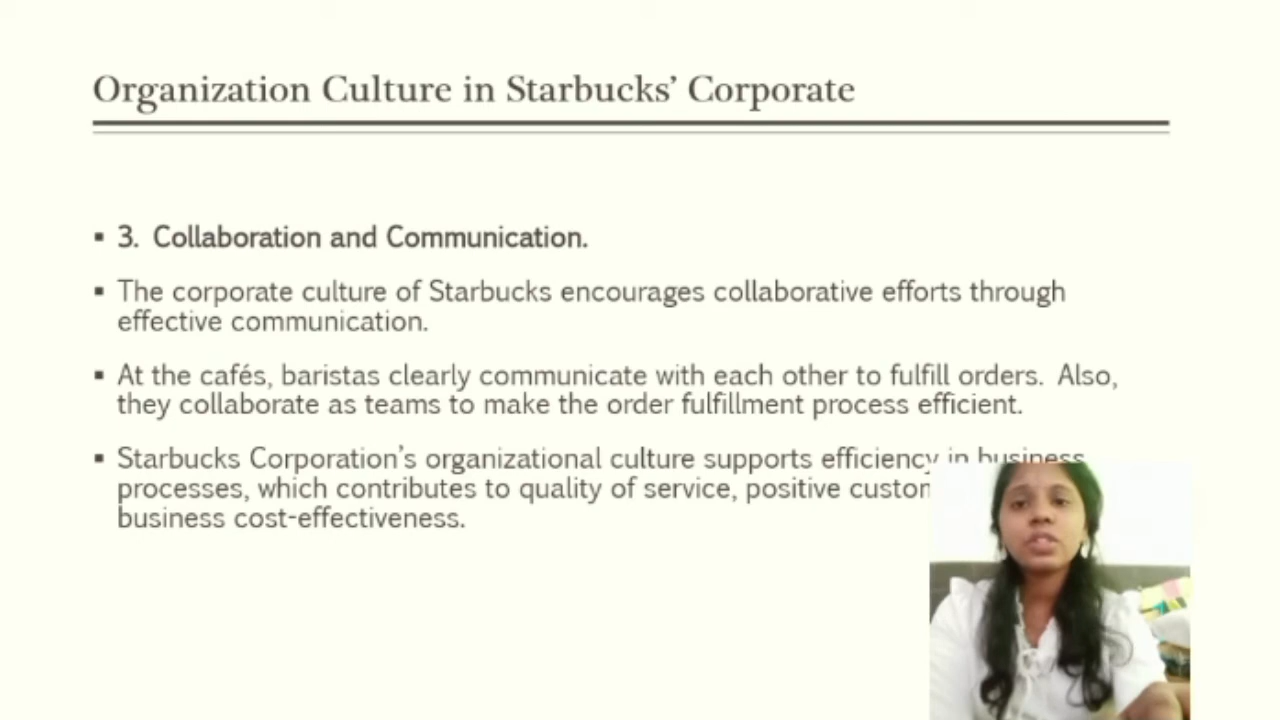 Organization Culture in Starbucks’ Corporate
▪ 3. Collaboration and Communication.
▪ The corporate culture of Starbucks encourages collaborative efforts through
effective communication.
▪ At the cafés, baristas clearly communicate with each other to fulfill orders. Also,
they collaborate as teams to make the order fulfillment process efficient.
▪ Starbucks Corporation’s organizational culture supports efficiency in business
processes, which contributes to quality of service, positive
business cost-effectiveness.